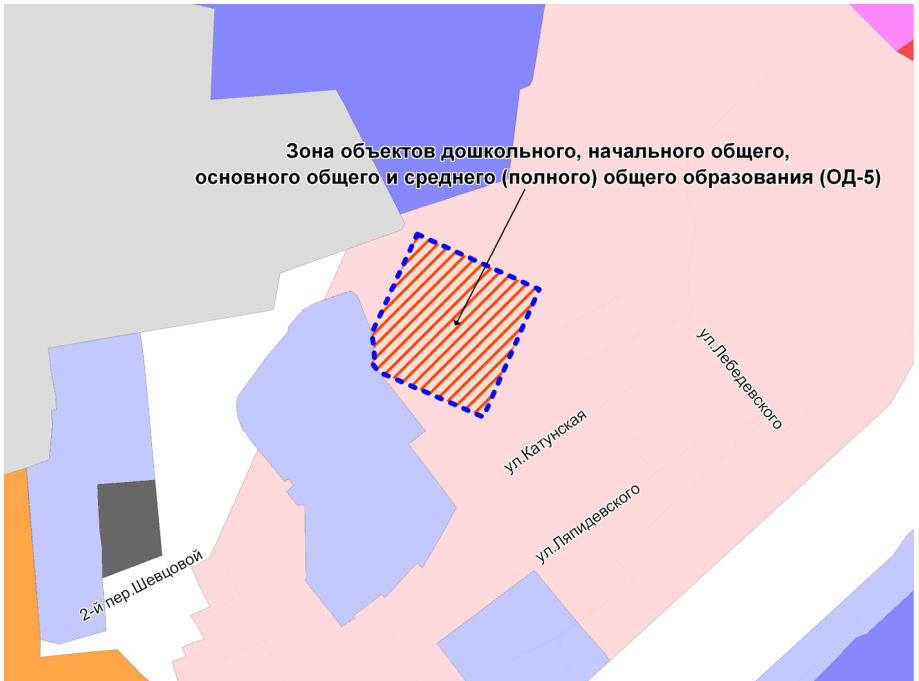 Зона объектов дошкольного, начального общего,
основного общего и среднего (полного) общего образования (ОД-5)
ул.Лебедевского
ул.Катунская
ул.Ляпидевского
2-й пер.Шевцовой